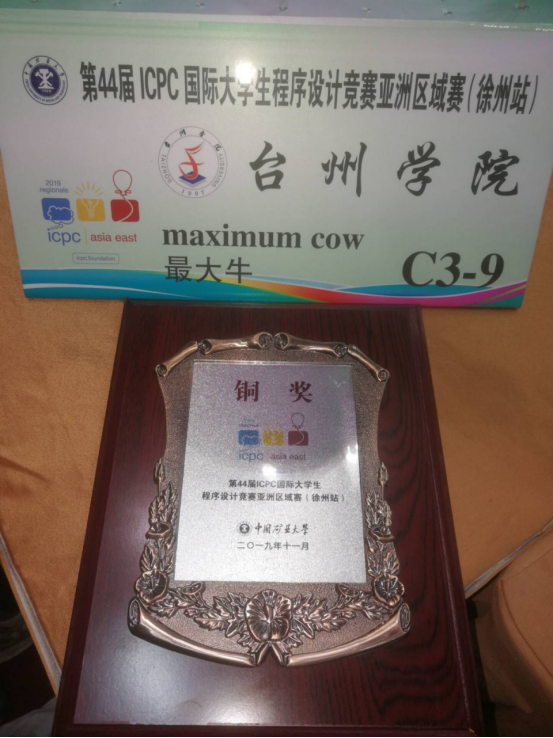 第44届 ICPC 国际大学生程序设计竞赛亚洲区域赛（徐州站）
台州学院
1907
2019
regionals
icpc asia east
maximum cow
最大牛
C3-9
铜 奖
icpc asia east
第44届ICPC国际大学生
程序设计竞赛亚洲区域赛（徐州站）
中国矿业大学
二〇一九年十一月